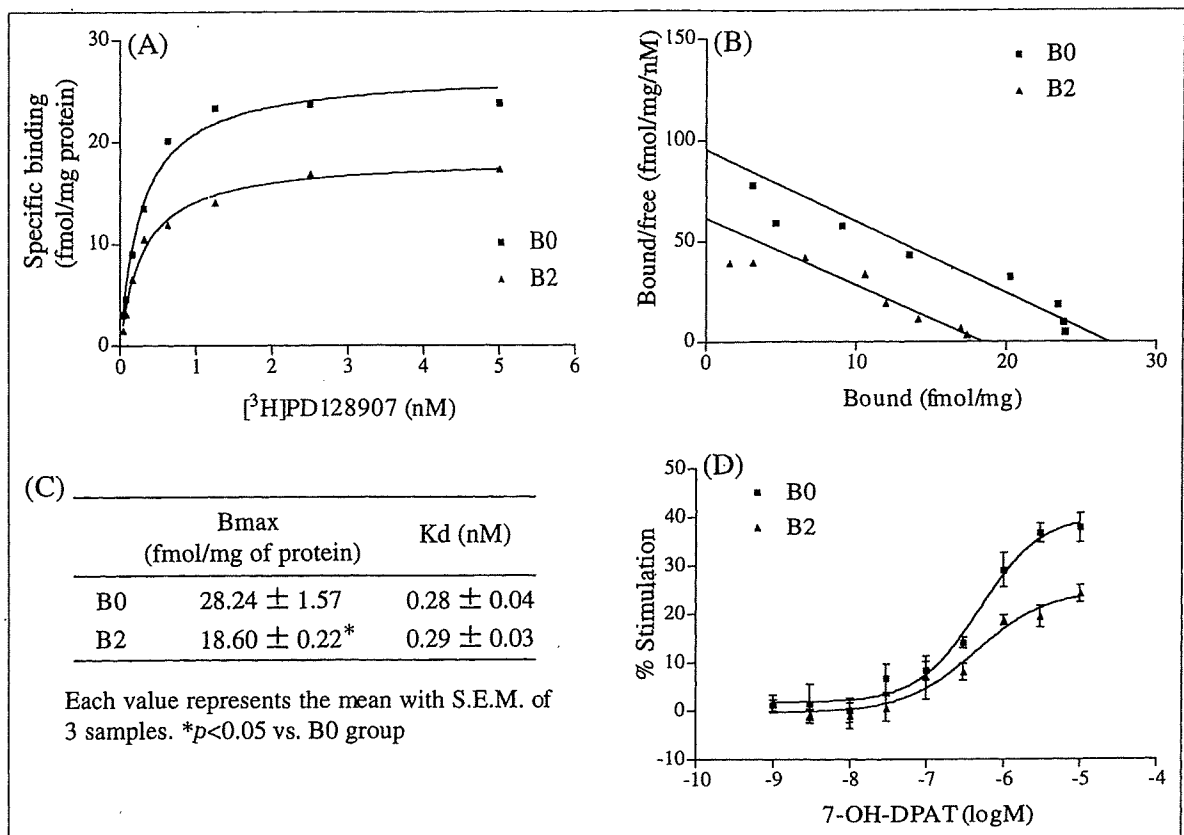 (A)
Specific binding
(fmol/mg protein)
30
20
10
0
0 1 2 3 4 5 6
[³H]PD128907 (nM)
B0
B2
(B)
Bound/free (fmol/mg/nM)
150
100
50
0
0 10 20 30
Bound (fmol/mg)
B0
B2
(C)
Bmax
(fmol/mg of protein)
Kd (nM)
B0 28.24 ± 1.57 0.28 ± 0.04
B2 18.60 ± 0.22* 0.29 ± 0.03
Each value represents the mean with S.E.M. of
3 samples. *p<0.05 vs. B0 group
(D)
% Stimulation
50
40
30
20
10
0
-10
-9 -8 -7 -6 -5 -4
7-OH-DPAT (logM)
B0
B2